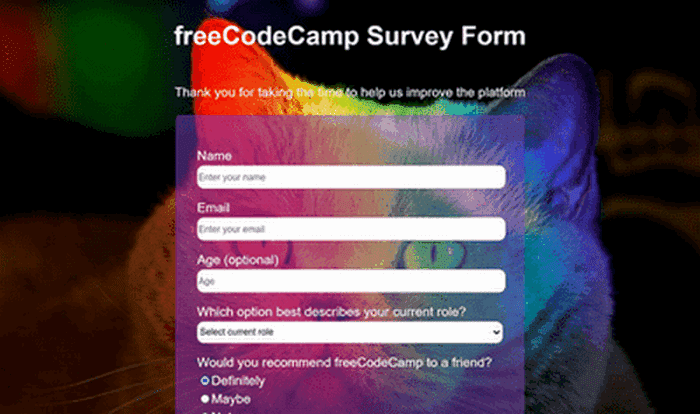 freeCodeCamp Survey Form
Thank you for taking the time to help us improve the platform
Name
Enter your name
Email
Enter your email
Age (optional)
Age
Which option best describes your current role?
Select current role
Would you recommend freeCodeCamp to a friend?
Definitely
Maybe